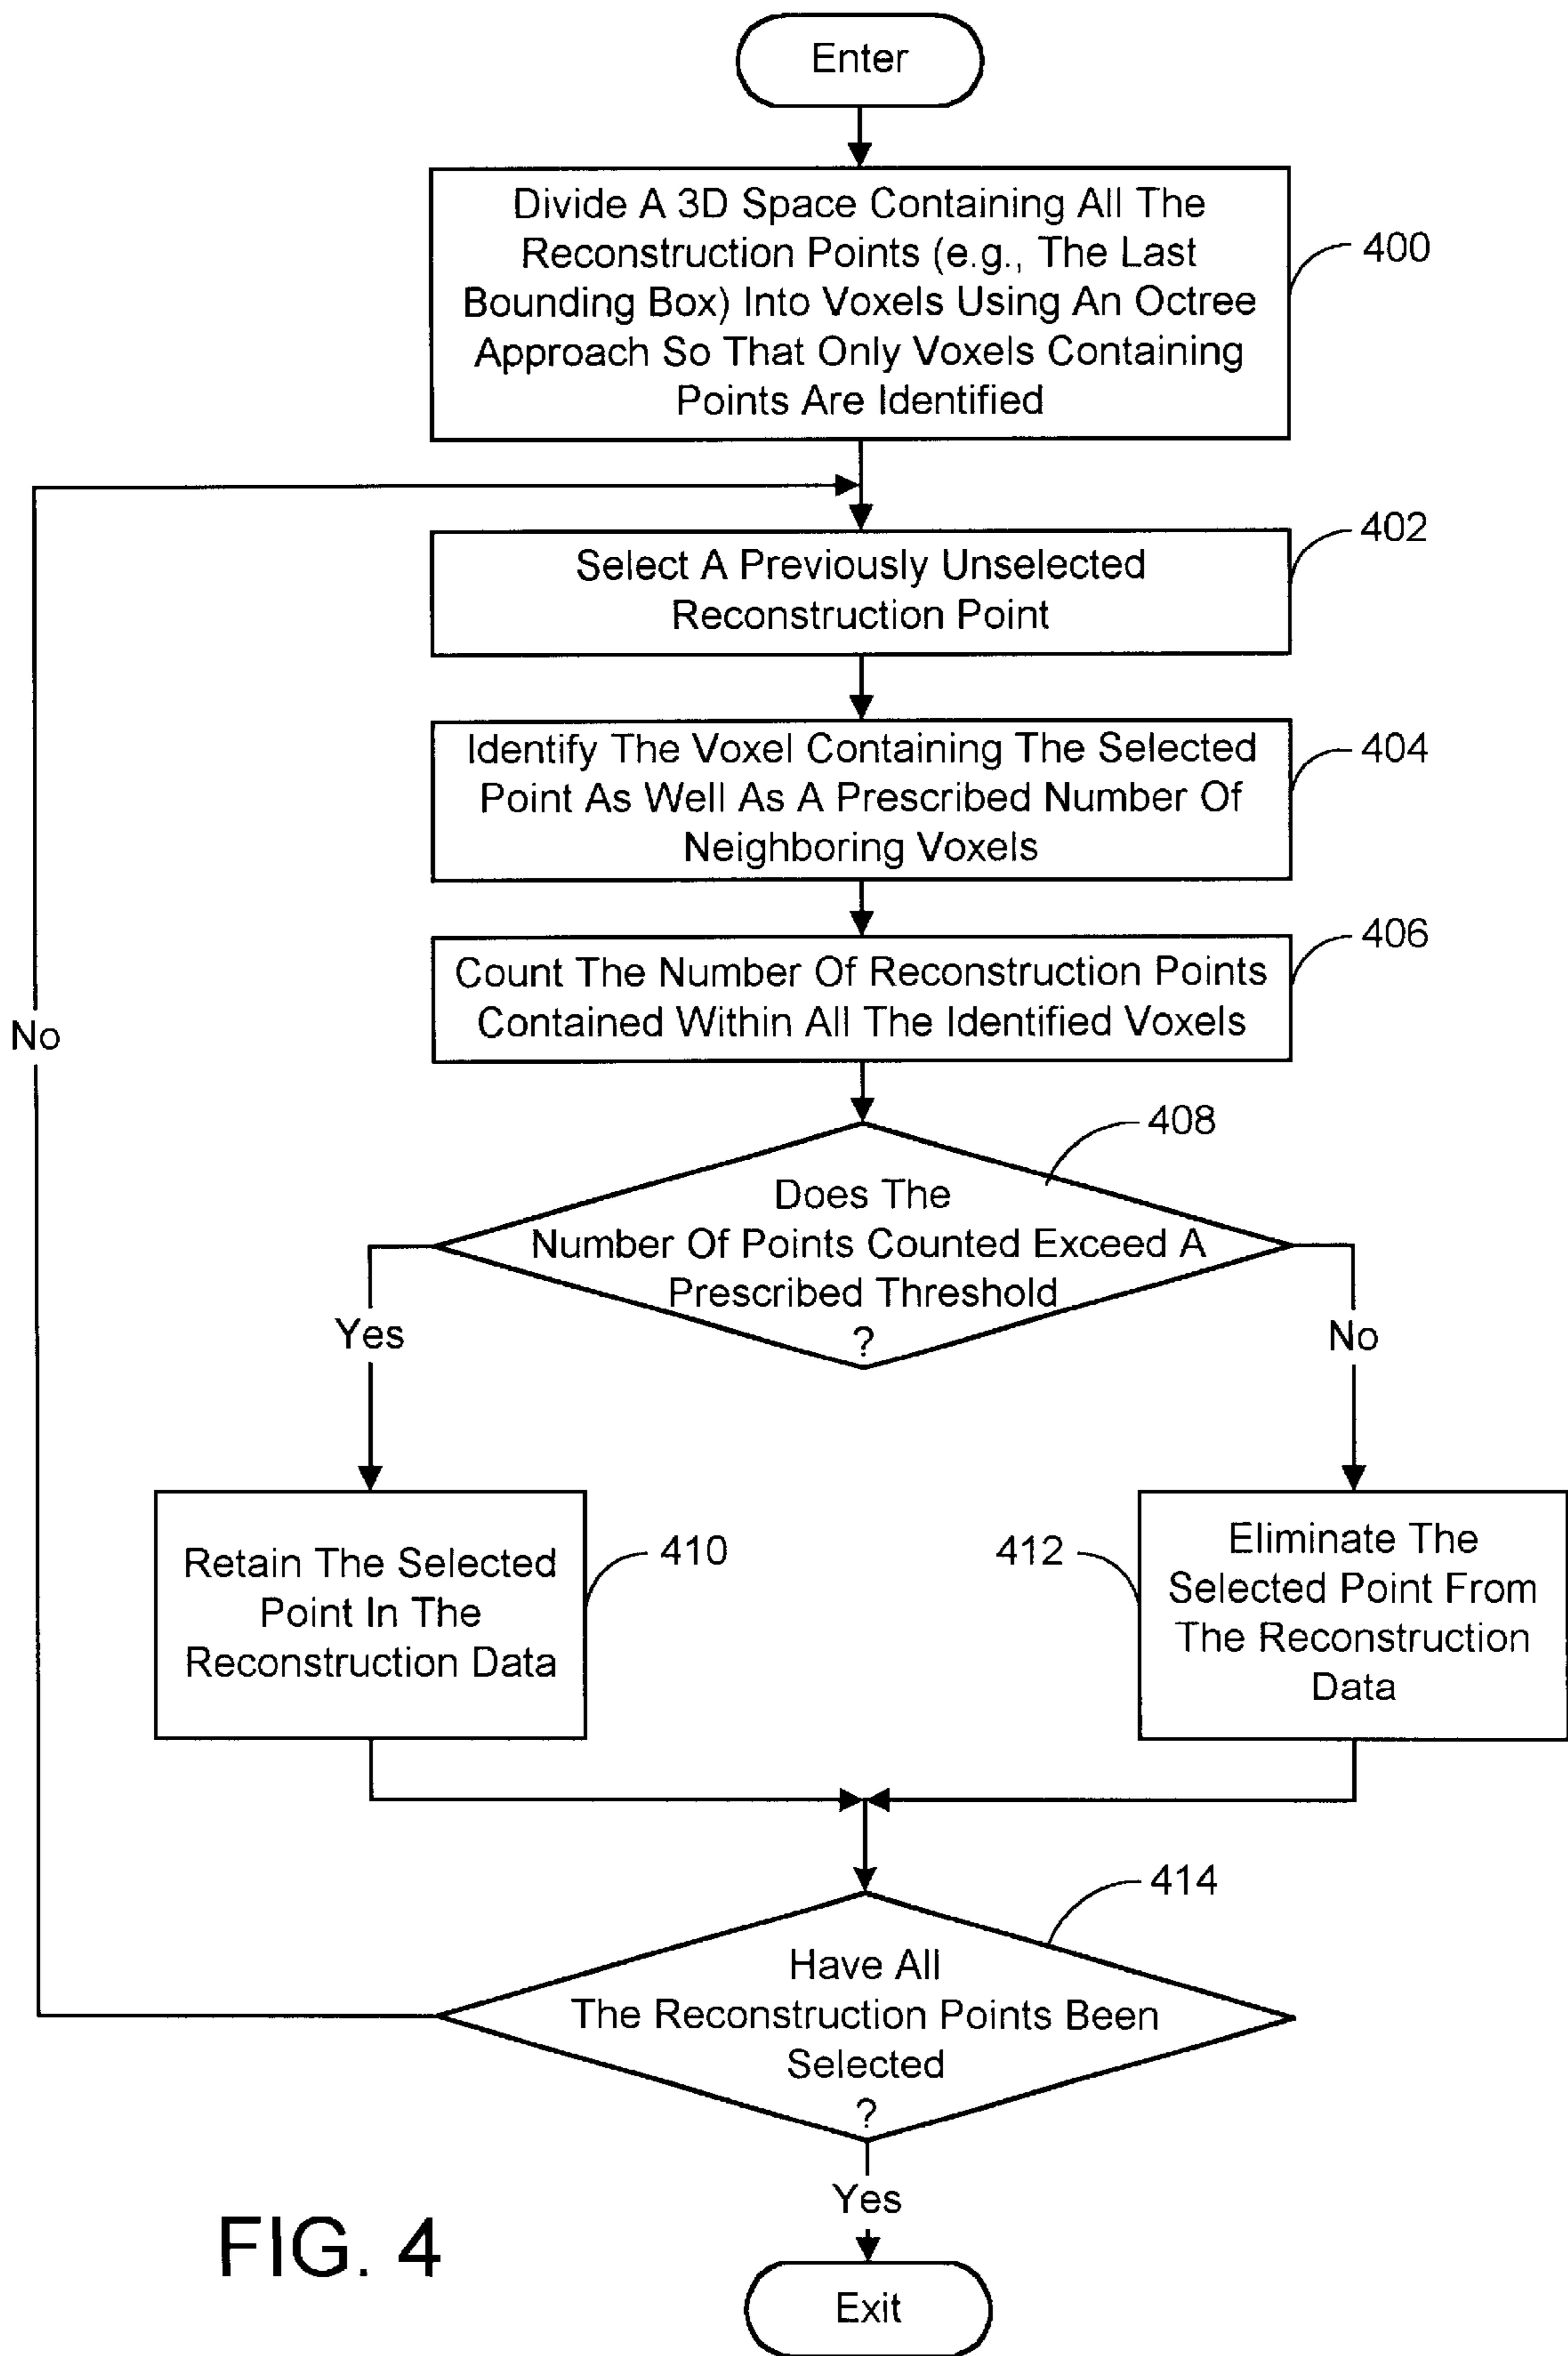 Enter
Divide A 3D Space Containing All The
Reconstruction Points (e.g., The Last
Bounding Box) Into Voxels Using An Octree
Approach So That Only Voxels Containing
Points Are Identified
400
Select A Previously Unselected
Reconstruction Point
402
Identify The Voxel Containing The Selected
Point As Well As A Prescribed Number Of
Neighboring Voxels
404
Count The Number Of Reconstruction Points
Contained Within All The Identified Voxels
406
No
408
Does The
Number Of Points Counted Exceed A
Prescribed Threshold
?
Yes
No
Retain The Selected
Point In The
Reconstruction Data
410
412
Eliminate The
Selected Point From
The Reconstruction
Data
414
Have All
The Reconstruction Points Been
Selected
?
Yes
Exit
FIG. 4